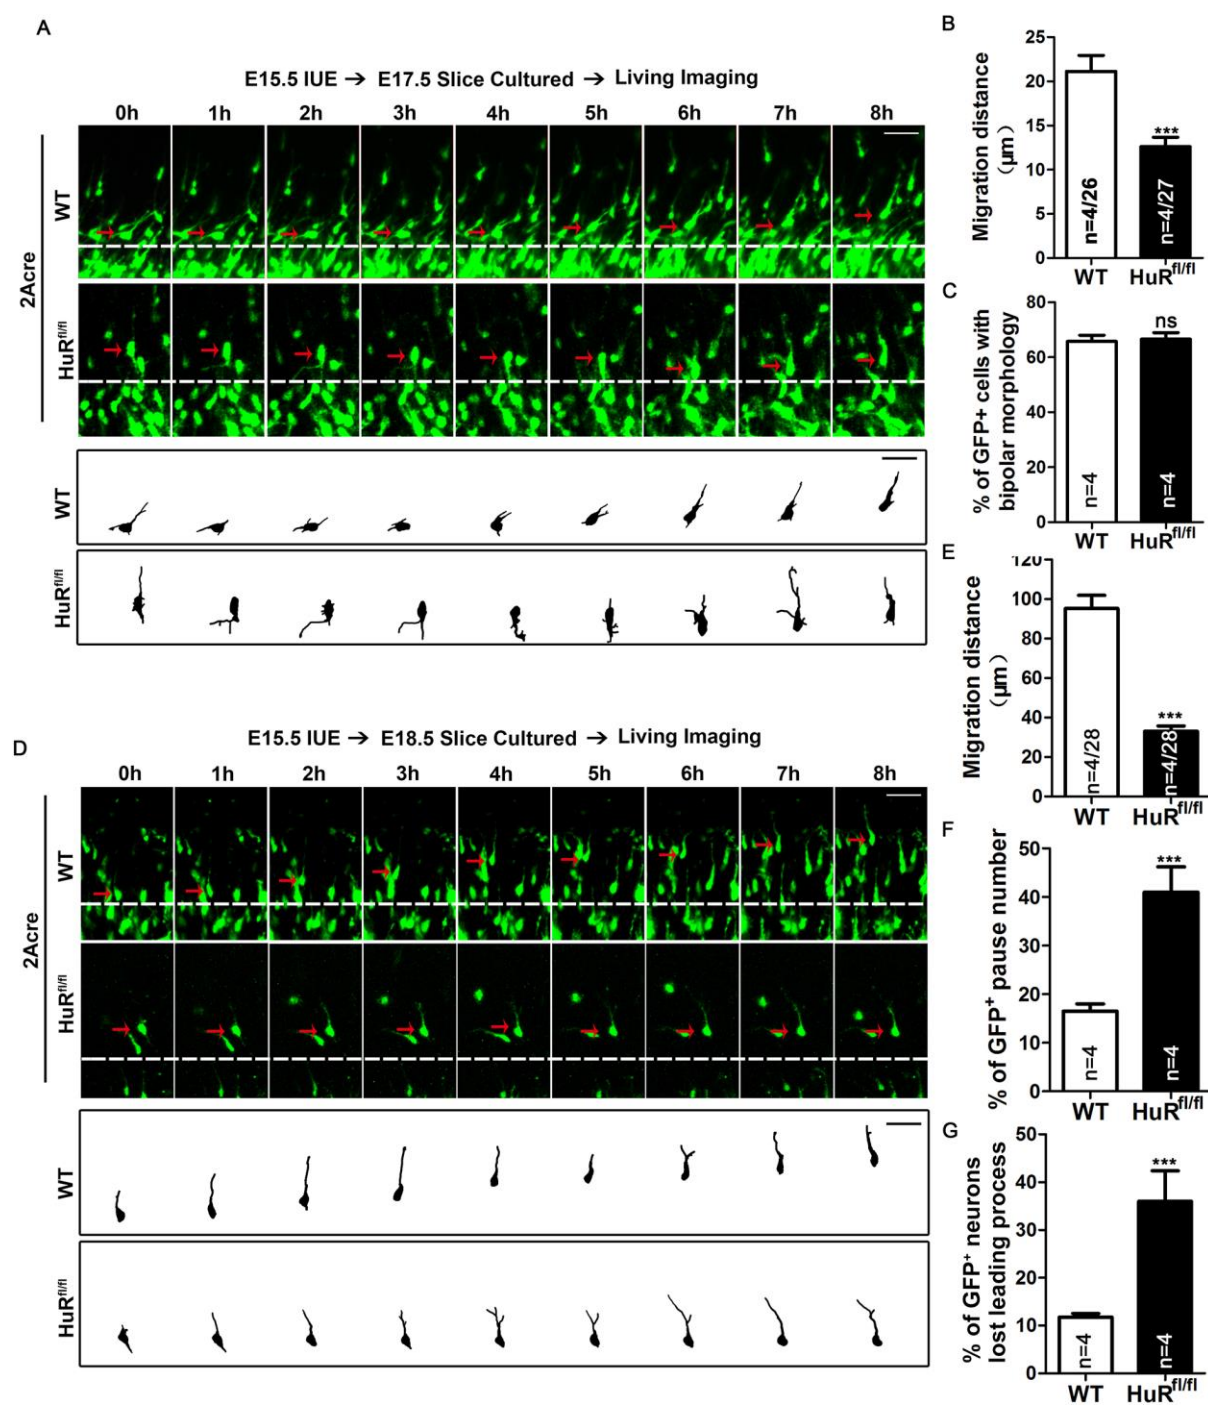 A
E15.5 IUE → E17.5 Slice Cultured → Living Imaging
0h 1h 2h 3h 4h 5h 6h 7h 8h
2Acre
WT
HuRfl/fl
WT
HuRfl/fl
B
Migration distance
(μm)
25
20
15
10
5
0
***
n=4/26
n=4/27
WT HuRfl/fl
C
% of GFP+ cells with
bipolar morphology
80
60
40
20
0
ns
n=4
n=4
WT HuRfl/fl
D
E15.5 IUE → E18.5 Slice Cultured → Living Imaging
0h 1h 2h 3h 4h 5h 6h 7h 8h
2Acre
WT
HuRfl/fl
WT
HuRfl/fl
E
Migration distance
(μm)
120
100
80
60
40
20
0
***
n=4/28
n=4/28
WT HuRfl/fl
F
% of GFP+ pause number
50
40
30
20
10
0
***
n=4
n=4
WT HuRfl/fl
G
% of GFP+ neurons
lost leading process
50
40
30
20
10
0
***
n=4
n=4
WT HuRfl/fl